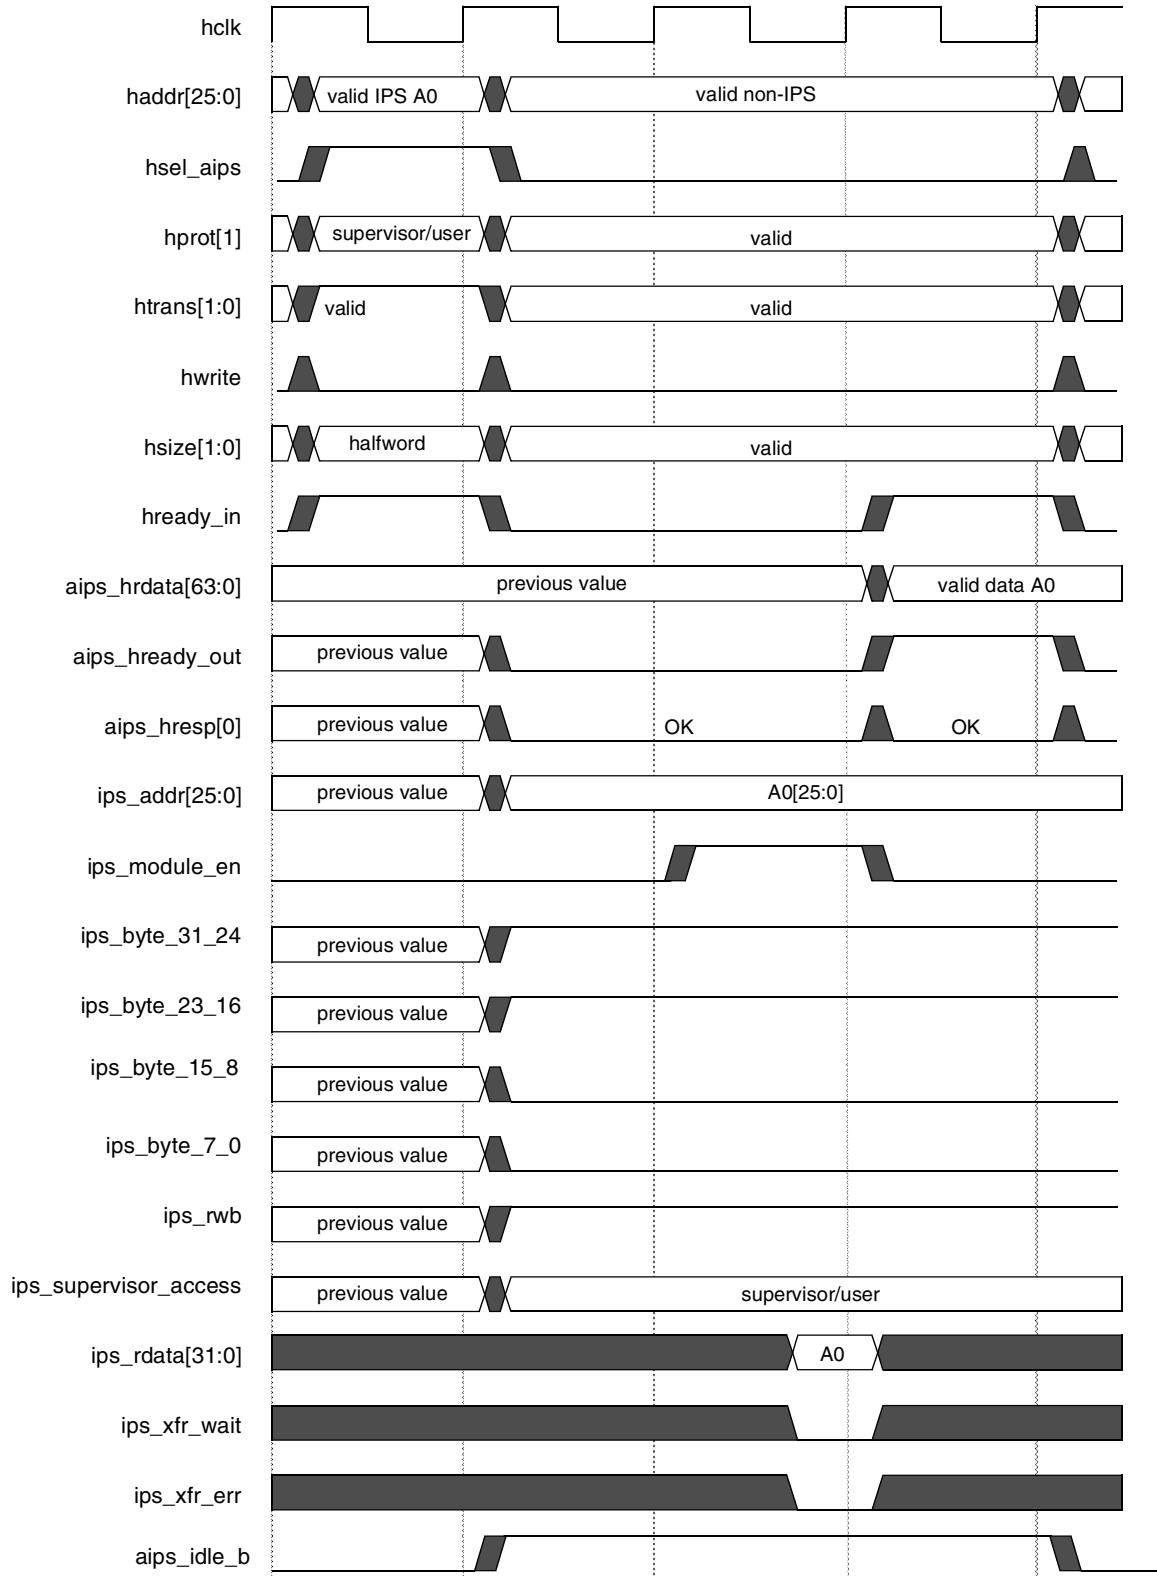 hclk
haddr[25:0] valid IPS A0 valid non-IPS
hsel_aips
hprot[1] supervisor/user valid
htrans[1:0] valid valid
hwrite
hsize[1:0] halfword valid
hready_in
aips_hrdata[63:0] previous value valid data A0
aips_hready_out previous value
aips_hresp[0] previous value OK OK
ips_addr[25:0] previous value A0[25:0]
ips_module_en
ips_byte_31_24 previous value
ips_byte_23_16 previous value
ips_byte_15_8 previous value
ips_byte_7_0 previous value
ips_rwb previous value
ips_supervisor_access previous value supervisor/user
ips_rdata[31:0] A0
ips_xfr_wait
ips_xfr_err
aips_idle_b